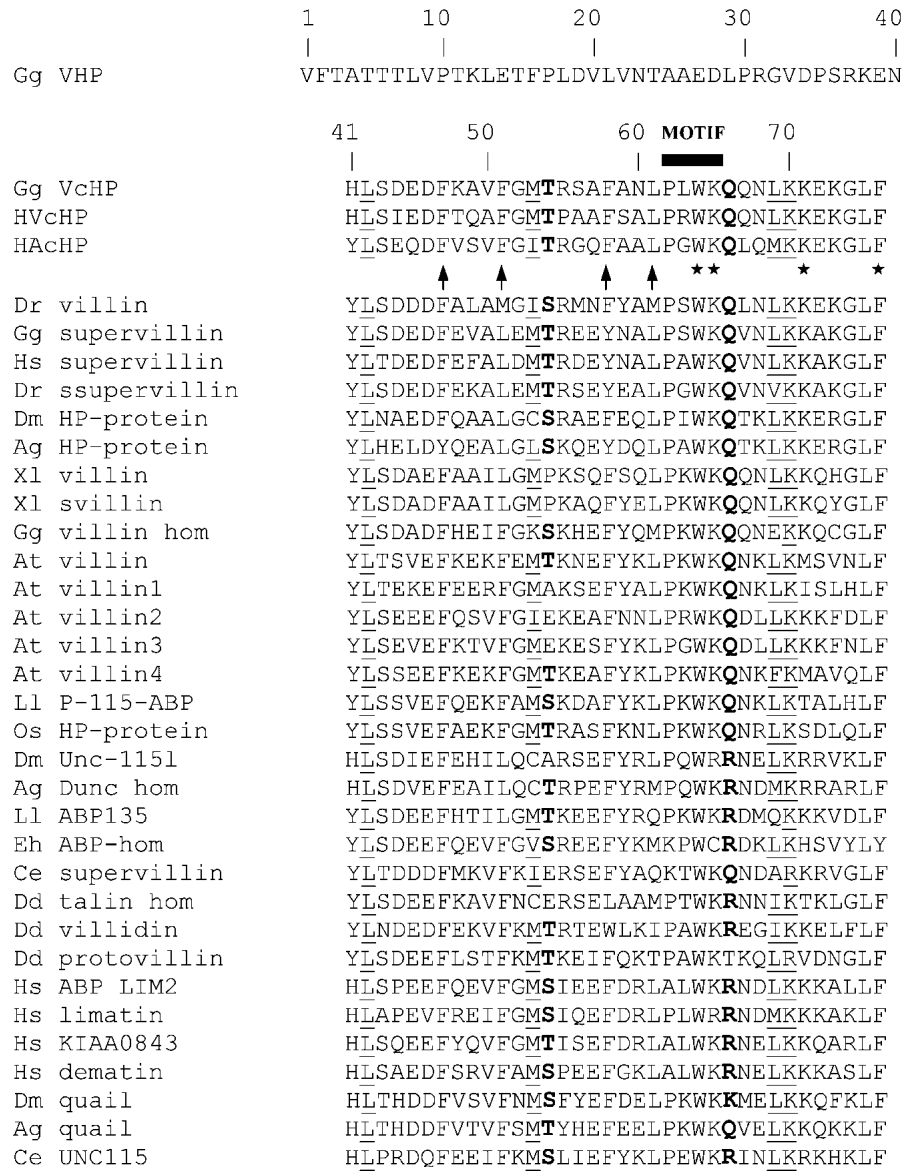 1 10 20 30 40
| | | | |
Gg VHP VFTATTTLVPTKLETFPLDVLVNTAAEDLPRGVDPSRKEN
41 50 60 MOTIF 70
| | | |
Gg VcHP HLSDEDFKAVFGMTRSAFANLPLWKQQNLKKEKGLF
HVcHP HLSIEDFTQAFGMTPAAFSALPRWKQQNLKKEKGLF
HAcHP YLSEQDFVSVFGITRGQFAALPGWKQLQMKKEKGLF
★ ★ ★ ★
Dr villin YLSDDDFALAMGISRMNFYAMPSWKQLNLKKEKGLF
Gg supervillin YLSDEDFEVALEMTREEYNALPSWKQVNLKKAKGLF
Hs supervillin YLTDEDFEFALDMTRDEYNALPAWKQVNLKKAKGLF
Dr ssupervillin YLSDEDFEKALEMTRSEYEALPGWKQVNVKKAKGLF
Dm HP-protein YLNAEDFQAALGCSRAEFEQLPIWKQTKLKKERGLF
Ag HP-protein YLHELDYQEALGLSKQEYDQLPAWKQTKLKKERGLF
Xl villin YLSDAEFAAILGMPKSQFSQLPKWKQQNLKKQHGLF
Xl svillin YLSDADFAAILGMPKAQFYELPKWKQQNLKKQYGLF
Gg villin hom YLSDADFHEIFGKSKHEFYQMPKWKQQNEKKQCGLF
At villin YLTSVEFKEKFEMTKNEFYKLPKWKQNKLKMSVNLF
At villin1 YLTEKEFEERFGMAKSEFYALPKWKQNKLKISLHLF
At villin2 YLSEEEFQSVFGIEKEAFNNLPRWKQDLLKKKFDLF
At villin3 YLSEVEFKTVFGMEKESFYKLPGWKQDLLKKKFNLF
At villin4 YLSSEEFKEKFGMTKEAFYKLPKWKQNKFKMAVQLF
Ll P-115-ABP YLSSVEFQEKFAMSKDAFYKLPKWKQNKLKTALHLF
Os HP-protein YLSSVEFAEKFGMTRASFKNLPKWKQNRLKSDLQLF
Dm Unc-115l HLSDIEFEHILQCARSEFYRLPQWRRNELKRRVKLF
Ag Dunc hom HLSDVEFEAILQCTRPEFYRMPQWKRNDMKRRARLF
Ll ABP135 YLSDEEFHTILGMTKEEFYRQPKWKRDMQKKKVDLF
Eh ABP-hom YLSDEEFQEVFGVSREEFYKMKPWCRDKLKHSVYLY
Ce supervillin YLTDDDFMKVFKIERSEFYAQKTWKQNDARKRVGLF
Dd talin hom YLSDEEFKAVFNCERSELAAMPTWKRNNIKTKLGLF
Dd villidin YLNDEDFEKVFKMTRTEWLKIPAWKREGIKKELFLF
Dd protovillin YLSDEEFLSTFKMTKEIFQKTPAWKTKQLRVDNGLF
Hs ABP LIM2 HLSPEEFQEVFGMSIEEFDRLALWKRNDLKKKALLF
Hs limatin HLAPEVFREIFGMSIQEFDRLPLWRRNDMKKKAKLF
Hs KIAA0843 HLSQEEFYQVFGMTISEFDRLALWKRNELKKQARLF
Hs dematin HLSAEDFSRVFAMSPEEFGKLALWKRNELKKKASLF
Dm quail HLTHDDFVSVFNMSFYEFDELPKWKKMELKKQFKLF
Ag quail HLTHDDFVTVFSMTYHEFEELPKWKQVELKKQFKLF
Ce UNC115 HLPRDQFEEIFKMSLIEFYKLPEWKRINLKRKHKLF